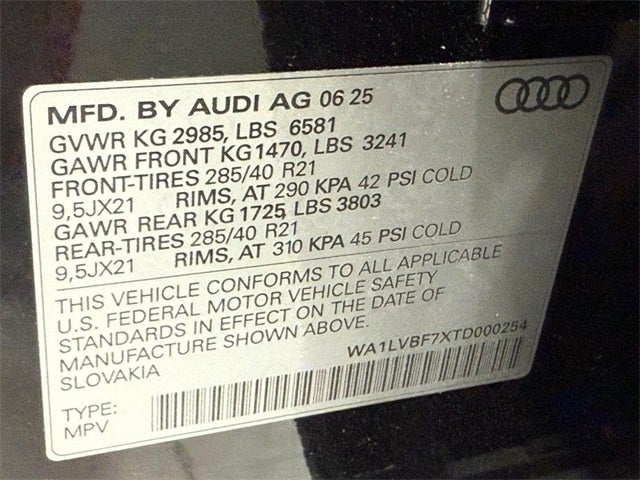 MFD. BY AUDI AG 06 25
GVWR KG 2985, LBS 6581
GAWR FRONT KG1470, LBS 3241
FRONT-TIRES 285/40 R21
9,5JX21 RIMS, AT 290 KPA 42 PSI COLD
GAWR REAR KG 1725, LBS 3803
REAR-TIRES 285/40 R21
9,5JX21 RIMS, AT 310 KPA 45 PSI COLD
THIS VEHICLE CONFORMS TO ALL APPLICABLE
U.S. FEDERAL MOTOR VEHICLE SAFETY
STANDARDS IN EFFECT ON THE DATE OF
MANUFACTURE SHOWN ABOVE.
SLOVAKIA
WA1LVBF7XTD000254
TYPE:
MPV